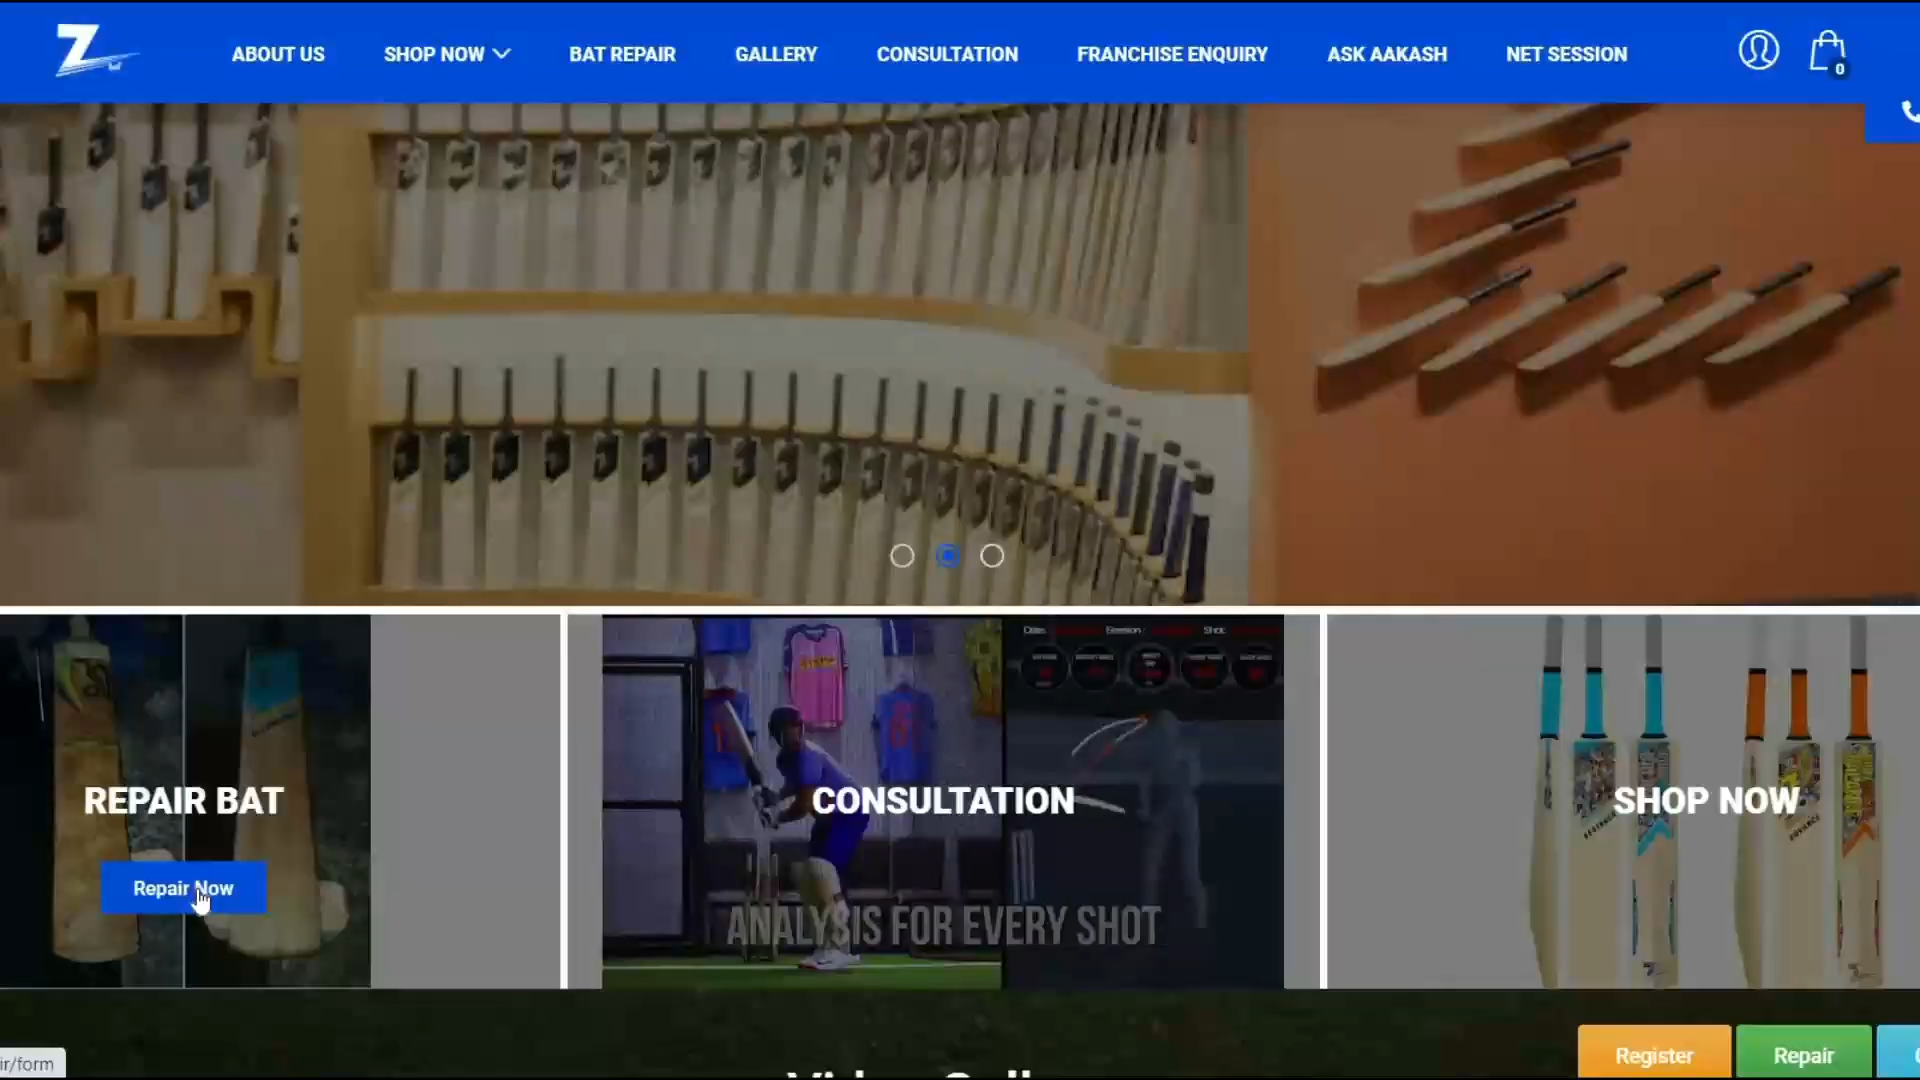 Z
ABOUT US
SHOP NOW
BAT REPAIR
GALLERY
CONSULTATION
FRANCHISE ENQUIRY
ASK AAKASH
NET SESSION
0
REPAIR BAT
Repair Now
CONSULTATION
ANALYSIS FOR EVERY SHOT
SHOP NOW
Register
Repair
ir/form